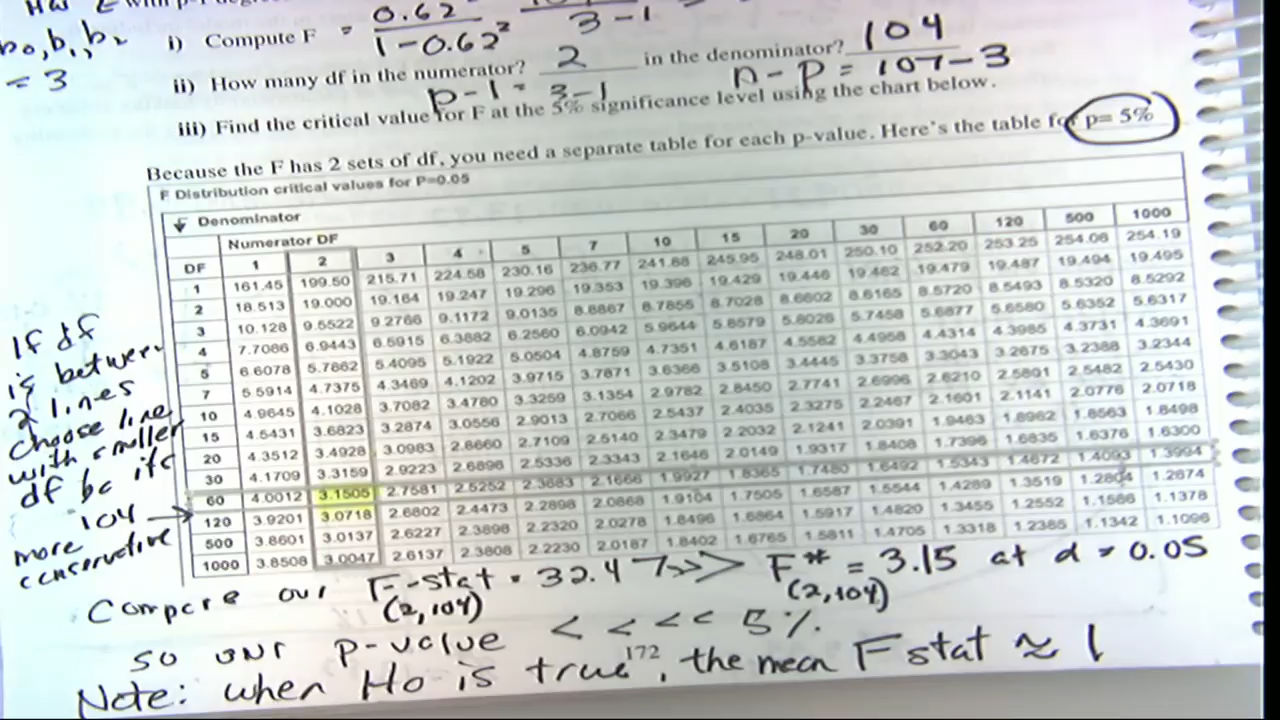 b0, b1, b2
= 3
i) Compute F = 0.62 / 1 - 0.62² 3 - 1
ii) How many df in the numerator? 2 in the denominator? 104
p - 1 = 3 - 1 n - p = 107 - 3
iii) Find the critical value for F at the 5% significance level using the chart below.
Because the F has 2 sets of df, you need a separate table for each p-value. Here's the table for p= 5%
F Distribution critical values for P=0.05
Denominator
Numerator DF
DF 1 2 3 4 5 7 10 15 20 30 60 120 500 1000
1 161.45 199.50 215.71 224.58 230.16 236.77 241.88 245.95 248.01 250.10 252.20 253.25 254.06 254.19
2 18.513 19.000 19.164 19.247 19.296 19.353 19.396 19.429 19.446 19.462 19.479 19.487 19.494 19.495
3 10.128 9.5522 9.2766 9.1172 9.0135 8.8867 8.7855 8.7028 8.6602 8.6165 8.5720 8.5493 8.5320 8.5292
4 7.7086 6.9443 6.5915 6.3882 6.2560 6.0942 5.9644 5.8579 5.8026 5.7458 5.6877 5.6580 5.6352 5.6317
5 6.6078 5.7862 5.4095 5.1922 5.0504 4.8759 4.7351 4.6187 4.5582 4.4958 4.4314 4.3985 4.3731 4.3691
7 5.5914 4.7375 4.3469 4.1202 3.9715 3.7871 3.6366 3.5108 3.4445 3.3758 3.3043 3.2675 3.2388 3.2344
10 4.9645 4.1028 3.7082 3.4780 3.3259 3.1354 2.9782 2.8450 2.7741 2.6996 2.6210 2.5801 2.5482 2.5430
15 4.5431 3.6823 3.2874 3.0556 2.9013 2.7066 2.5437 2.4035 2.3275 2.2467 2.1601 2.1141 2.0776 2.0718
20 4.3512 3.4928 3.0983 2.8660 2.7109 2.5140 2.3479 2.2032 2.1241 2.0391 1.9463 1.8962 1.8563 1.8498
30 4.1709 3.3159 2.9223 2.6896 2.5336 2.3343 2.1646 2.0149 1.9317 1.8408 1.7396 1.6835 1.6376 1.6300
60 4.0012 3.1505 2.7581 2.5252 2.3683 2.1666 1.9927 1.8365 1.7480 1.6492 1.5343 1.4672 1.4093 1.3994
120 3.9201 3.0718 2.6802 2.4473 2.2898 2.0868 1.9104 1.7505 1.6587 1.5544 1.4289 1.3519 1.2804 1.2674
500 3.8601 3.0137 2.6227 2.3898 2.2320 2.0278 1.8496 1.6864 1.5917 1.4820 1.3455 1.2552 1.1586 1.1378
1000 3.8508 3.0047 2.6137 2.3808 2.2230 2.0187 1.8402 1.6765 1.5811 1.4705 1.3318 1.2385 1.1342 1.1096
If df
is between
2 lines
choose line
with smaller
df bc its
104
more
conservative
Compare our F-stat = 32.47 >>> F* = 3.15 at α = 0.05
(2,104) (2,104)
so our p-value < < < < 5%.
172
Note: when Ho is true, the mean F stat ≈ 1